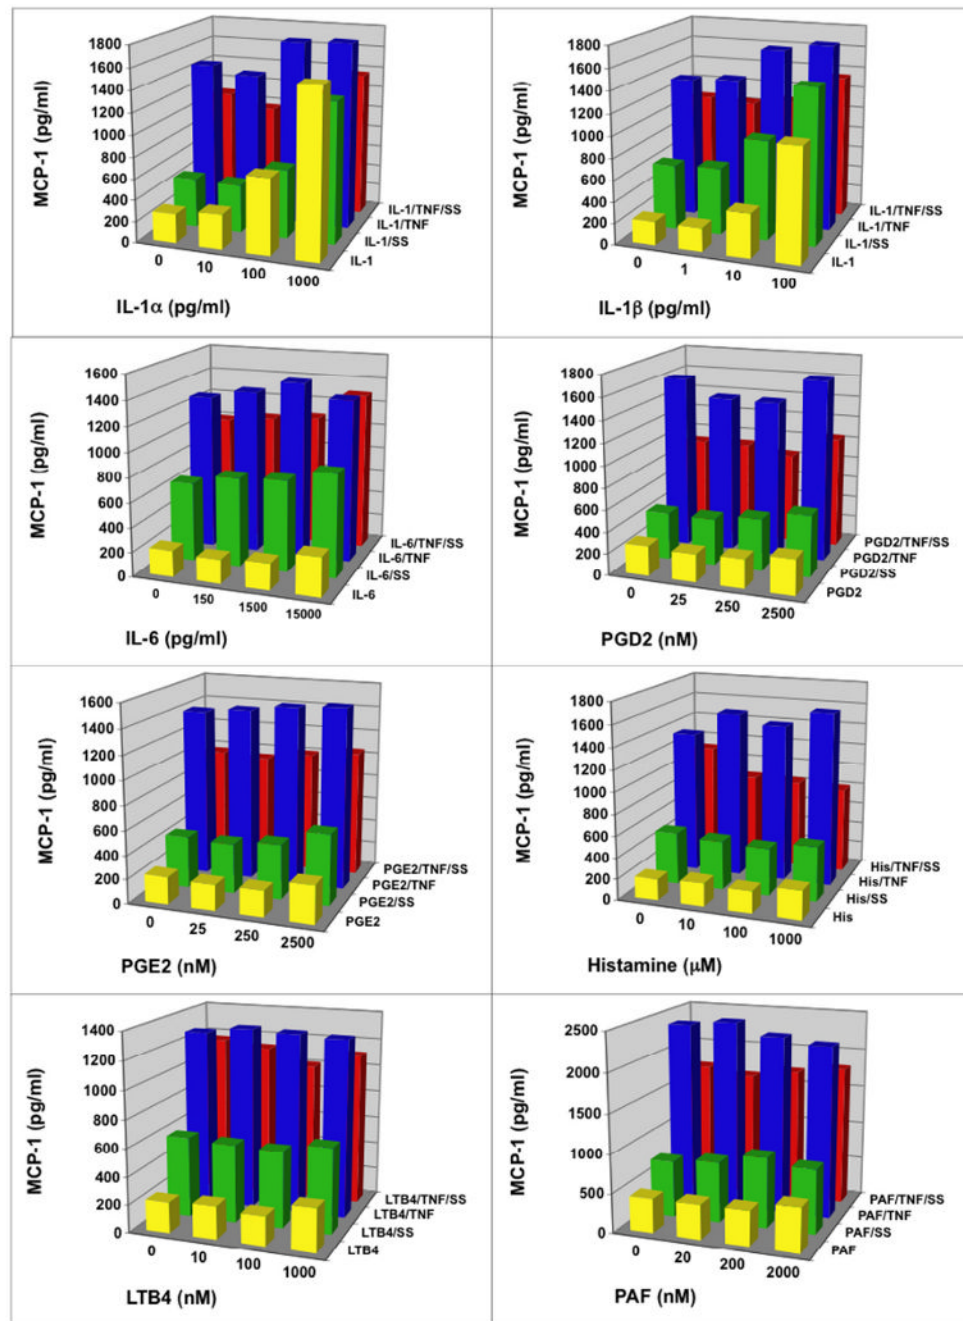 MCP-1 (pg/ml)
1800
1600
1400
1200
1000
800
600
400
200
0
0
10
100
1000
IL-1/TNF/SS
IL-1/TNF
IL-1/SS
IL-1
IL-1α (pg/ml)
MCP-1 (pg/ml)
1800
1600
1400
1200
1000
800
600
400
200
0
0
1
10
100
IL-1/TNF/SS
IL-1/TNF
IL-1/SS
IL-1
IL-1β (pg/ml)
MCP-1 (pg/ml)
1600
1400
1200
1000
800
600
400
200
0
0
150
1500
15000
IL-6/TNF/SS
IL-6/TNF
IL-6/SS
IL-6
IL-6 (pg/ml)
MCP-1 (pg/ml)
1800
1600
1400
1200
1000
800
600
400
200
0
0
25
250
2500
PGD2/TNF/SS
PGD2/TNF
PGD2/SS
PGD2
PGD2 (nM)
MCP-1 (pg/ml)
1600
1400
1200
1000
800
600
400
200
0
0
25
250
2500
PGE2/TNF/SS
PGE2/TNF
PGE2/SS
PGE2
PGE2 (nM)
MCP-1 (pg/ml)
1800
1600
1400
1200
1000
800
600
400
200
0
0
10
100
1000
His/TNF/SS
His/TNF
His/SS
His
Histamine (µM)
MCP-1 (pg/ml)
1400
1200
1000
800
600
400
200
0
0
10
100
1000
LTB4/TNF/SS
LTB4/TNF
LTB4/SS
LTB4
LTB4 (nM)
MCP-1 (pg/ml)
2500
2000
1500
1000
500
0
0
20
200
2000
PAF/TNF/SS
PAF/TNF
PAF/SS
PAF
PAF (nM)